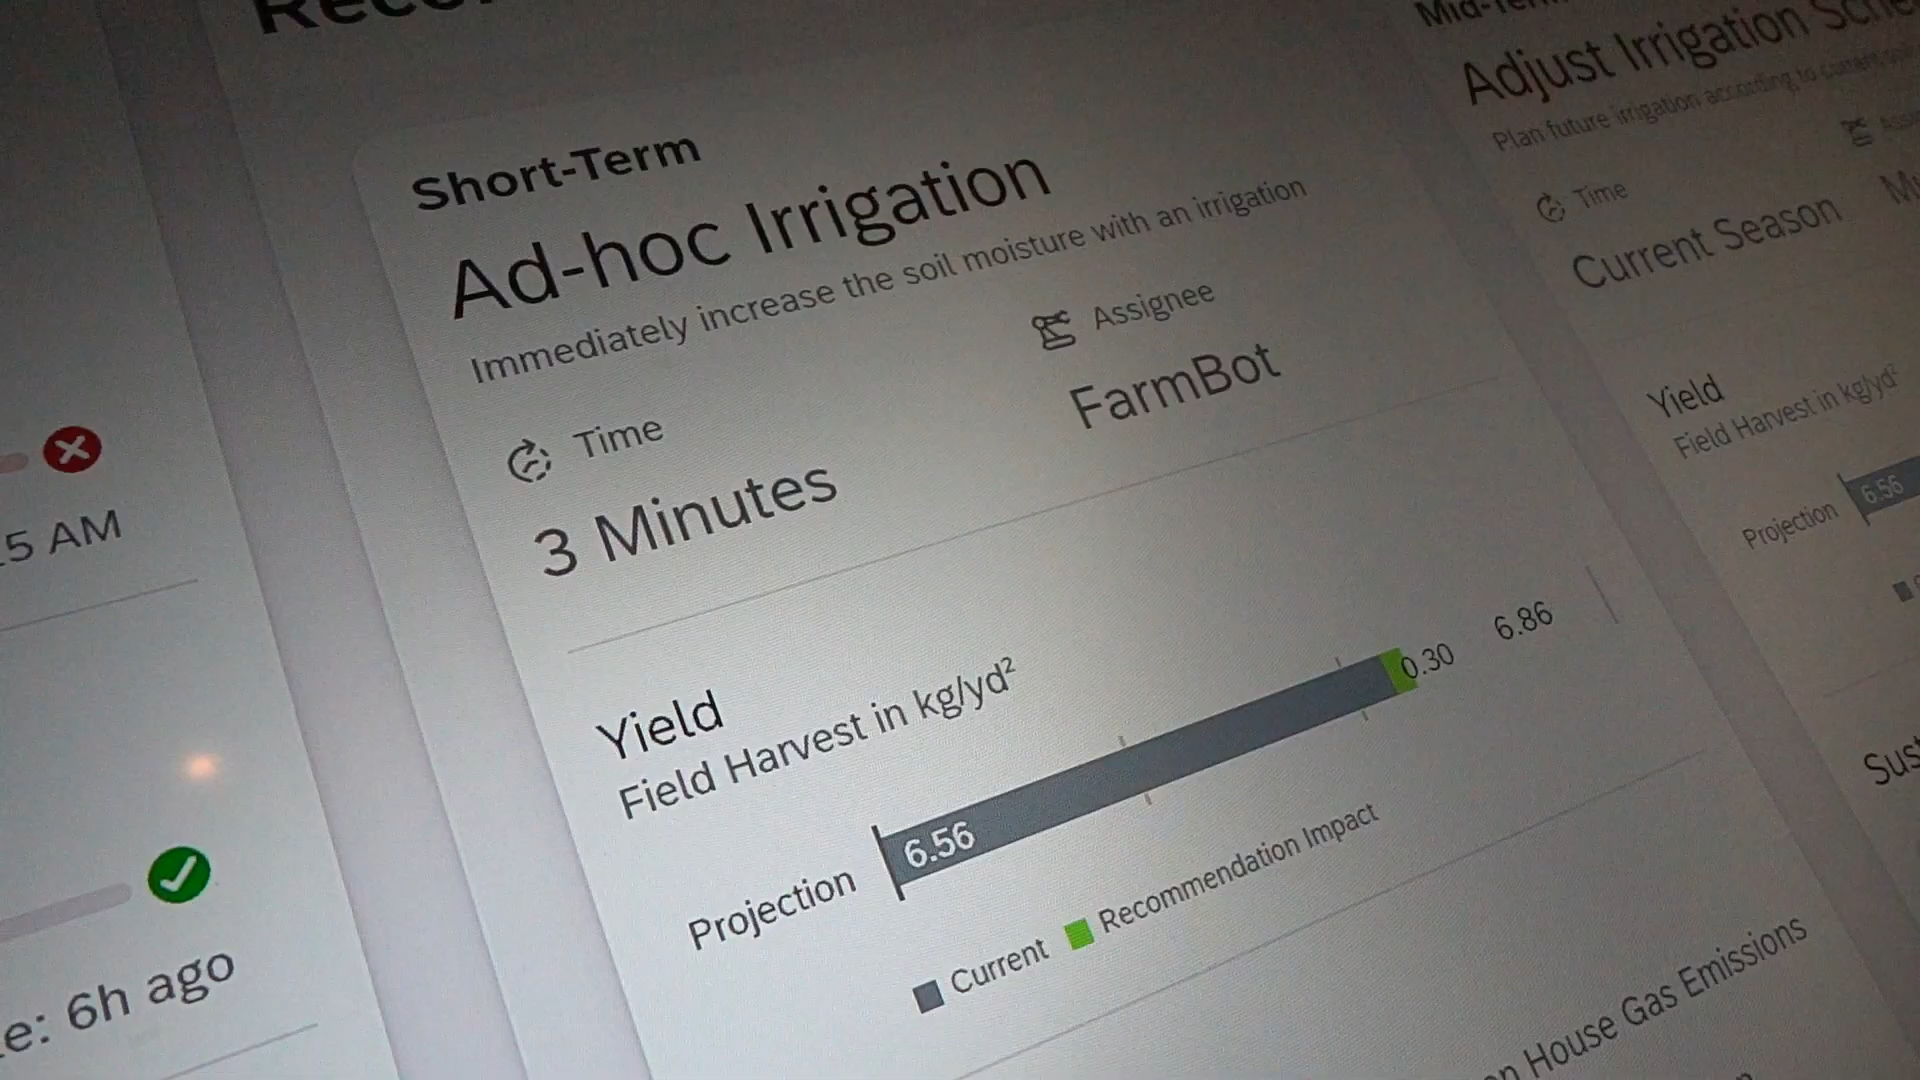 Short-Term
Ad-hoc Irrigation
Immediately increase the soil moisture with an irrigation
Time
Assignee
3 Minutes
FarmBot
Yield
Field Harvest in kg/yd²
Projection
6.56
0.30
6.86
Current
Recommendation Impact
House Gas Emissions
5 AM
6h ago
Adjust Irrigation
Plan future irrigation according to current
Time
Current Season
Yield
Field Harvest in kg/yd²
Projection
6.56